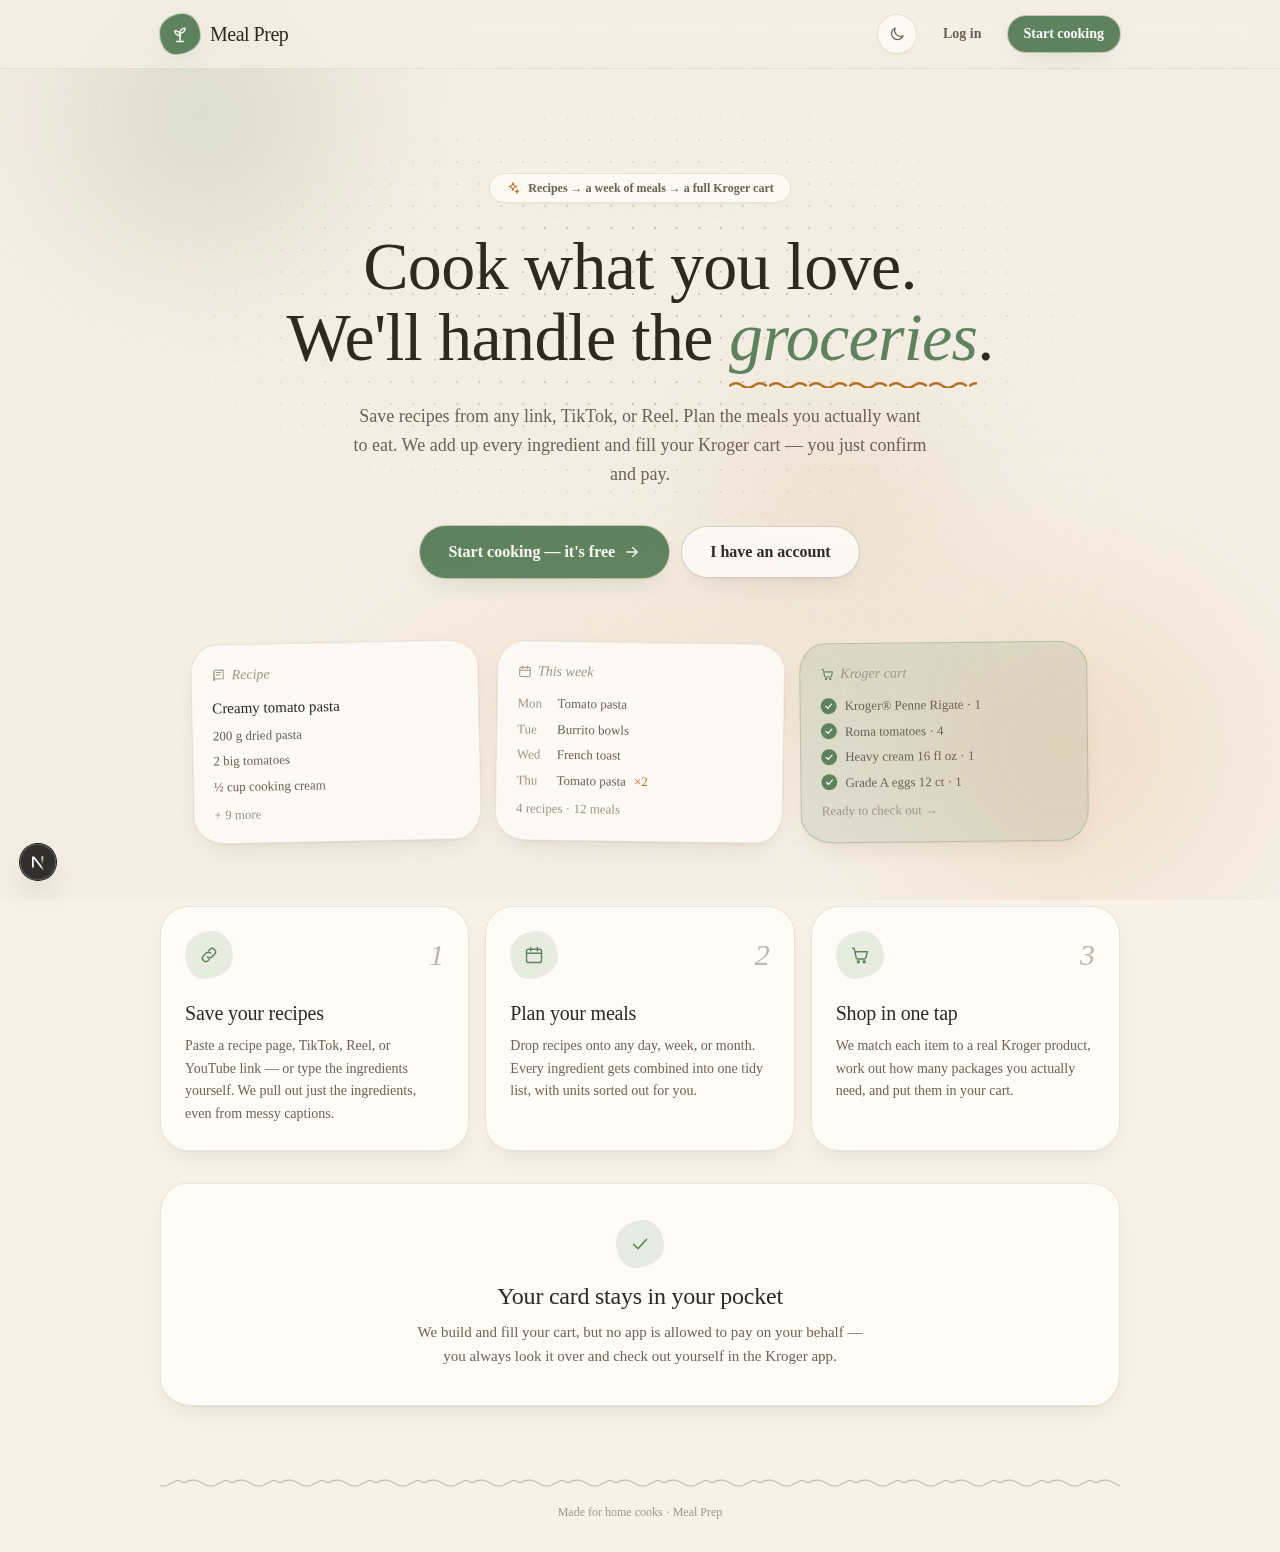 Meal Prep
Log in
Start cooking
Recipes → a week of meals → a full Kroger cart
Cook what you love.
We'll handle the groceries.
Save recipes from any link, TikTok, or Reel. Plan the meals you actually want
to eat. We add up every ingredient and fill your Kroger cart — you just confirm
and pay.
Start cooking — it's free →
I have an account
Recipe
Creamy tomato pasta
200 g dried pasta
2 big tomatoes
½ cup cooking cream
+ 9 more
This week
Mon Tomato pasta
Tue Burrito bowls
Wed French toast
Thu Tomato pasta ×2
4 recipes · 12 meals
Kroger cart
Kroger® Penne Rigate · 1
Roma tomatoes · 4
Heavy cream 16 fl oz · 1
Grade A eggs 12 ct · 1
Ready to check out →
N
1
Save your recipes
Paste a recipe page, TikTok, Reel, or
YouTube link — or type the ingredients
yourself. We pull out just the ingredients,
even from messy captions.
2
Plan your meals
Drop recipes onto any day, week, or month.
Every ingredient gets combined into one tidy
list, with units sorted out for you.
3
Shop in one tap
We match each item to a real Kroger product,
work out how many packages you actually
need, and put them in your cart.
Your card stays in your pocket
We build and fill your cart, but no app is allowed to pay on your behalf —
you always look it over and check out yourself in the Kroger app.
Made for home cooks · Meal Prep